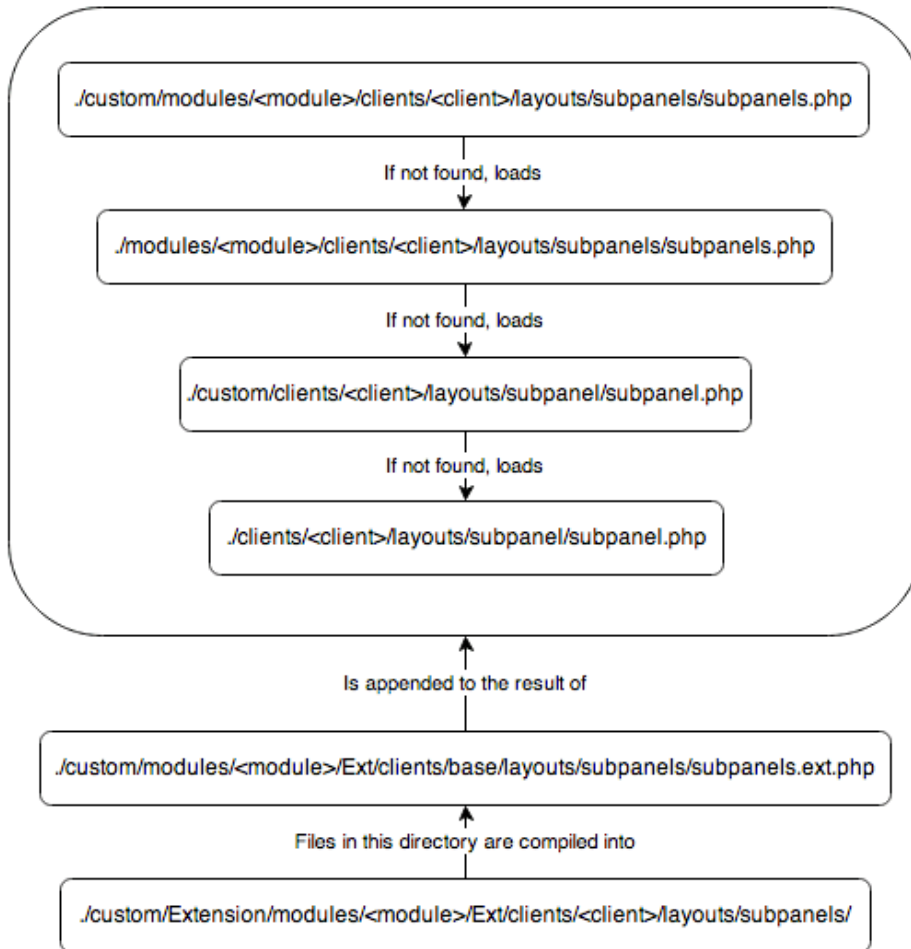 ./custom/modules/<module>/clients/<client>/layouts/subpanels/subpanels.php
If not found, loads
./modules/<module>/clients/<client>/layouts/subpanels/subpanels.php
If not found, loads
./custom/clients/<client>/layouts/subpanel/subpanel.php
If not found, loads
./clients/<client>/layouts/subpanel/subpanel.php
Is appended to the result of
./custom/modules/<module>/Ext/clients/base/layouts/subpanels/subpanels.ext.php
Files in this directory are compiled into
./custom/Extension/modules/<module>/Ext/clients/<client>/layouts/subpanels/